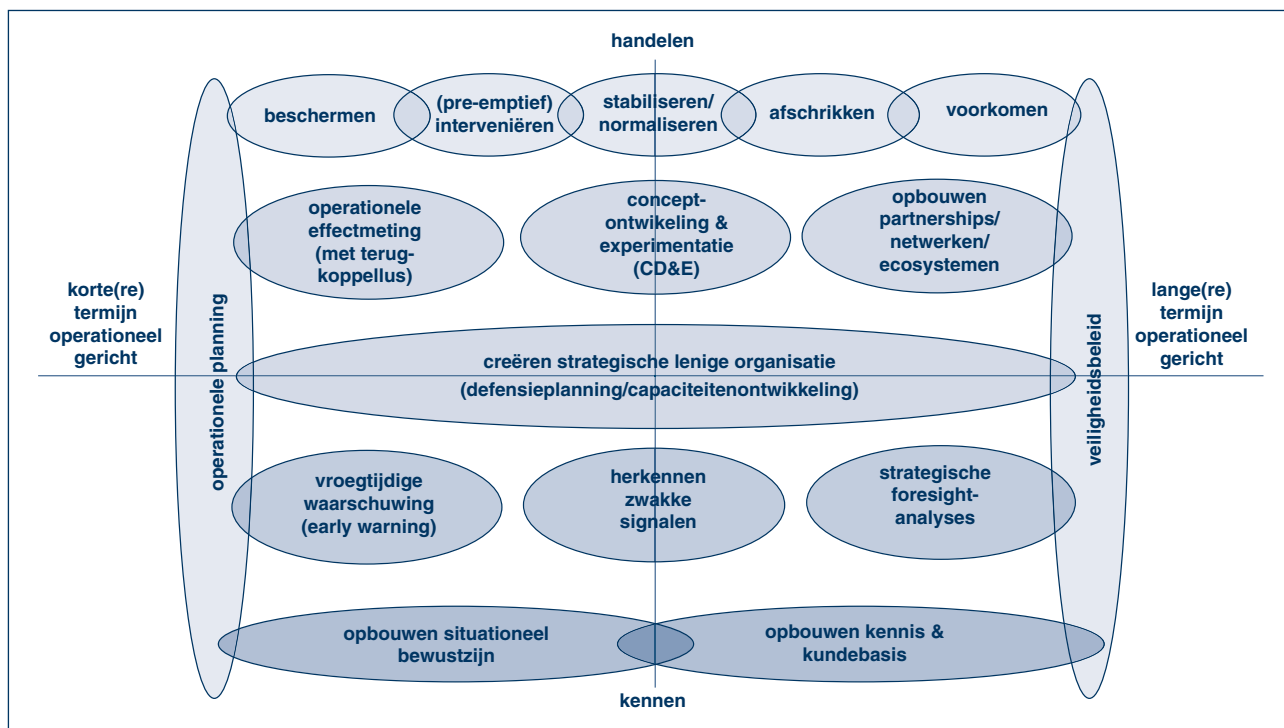 handelen
beschermen
(pre-emptief)
interveniëren
stabiliseren/
normaliseren
afschrikken
voorkomen
operationele
effectmeting
(met terug-
koppellus)
concept-
ontwikeling &
experimentatie
(CD&E)
opbouwen
partnerships/
netwerken/
ecosystemen
korte(re)
termijn
operationeel
gericht
operationele planning
creëren strategische lenige organisatie
(defensieplanning/capaciteitenontwikkeling)
veiligheidsbeleid
lange(re)
termijn
operationeel
gericht
vroegtijdige
waarschuwing
(early warning)
herkennen
zwakke
signalen
strategische
foresight-
analyses
opbouwen situationeel
bewustzijn
opbouwen kennis &
kundebasis
kennen